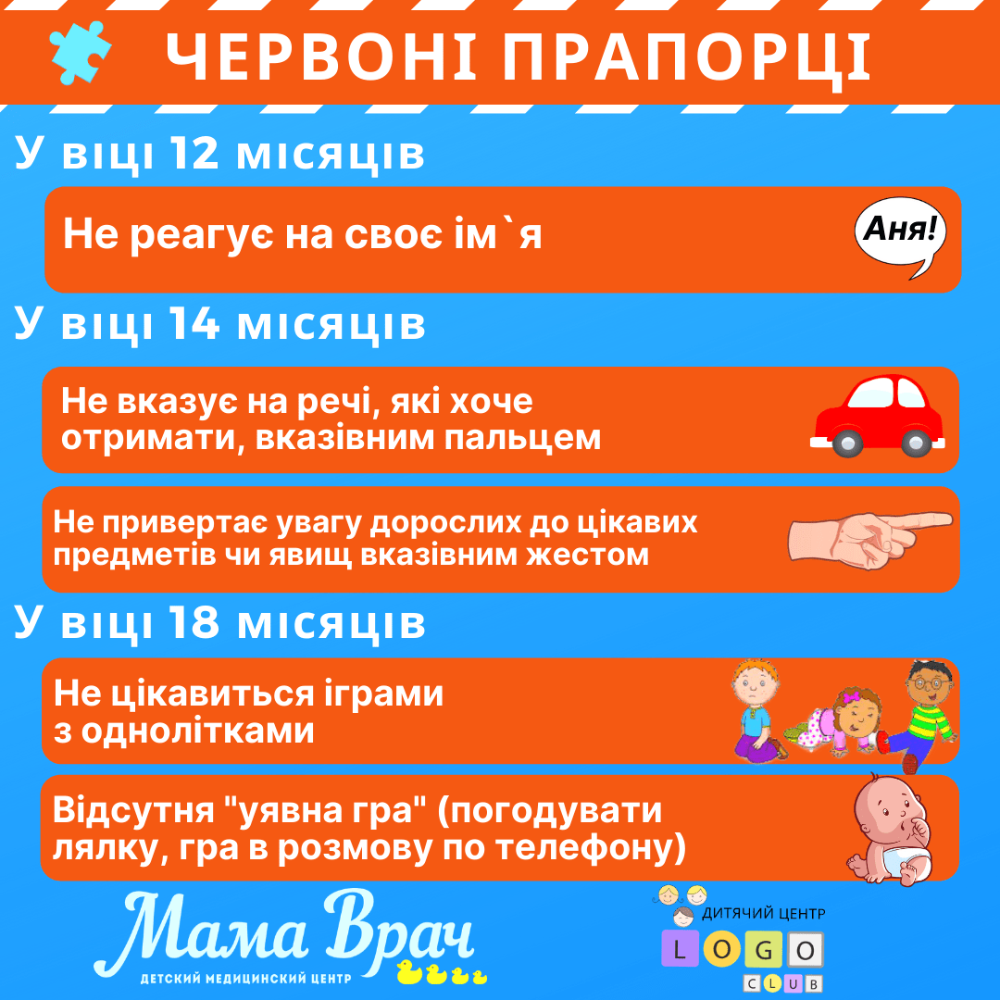 ЧЕРВОНІ ПРАПОРЦІ
У віці 12 місяців
Не реагує на своє ім`я
Аня!
У віці 14 місяців
Не вказує на речі, які хоче
отримати, вказівним пальцем
Не привертає увагу дорослих до цікавих
предметів чи явищ вказівним жестом
У віці 18 місяців
Не цікавиться іграми
з однолітками
Відсутня "уявна гра" (погодувати
ляльку, гра в розмову по телефону)
Мама Врач
ДЕТСКИЙ МЕДИЦИНСКИЙ ЦЕНТР
ДИТЯЧИЙ ЦЕНТР
LOGO
CLUB